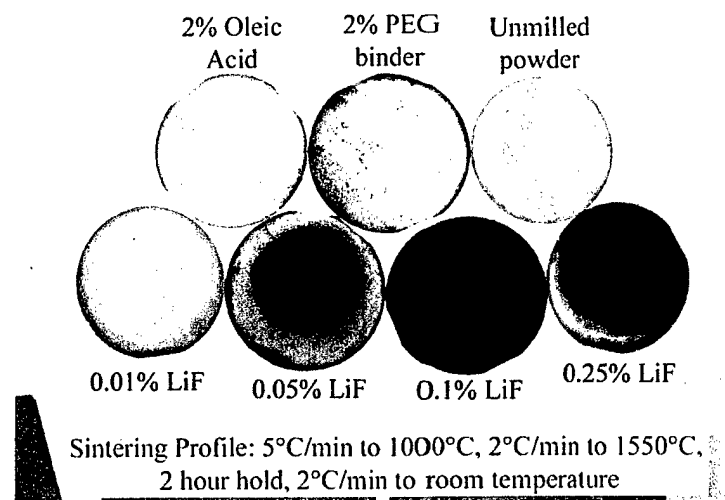 2% Oleic Acid
2% PEG binder
Unmilled powder
0.01% LiF
0.05% LiF
0.1% LiF
0.25% LiF
Sintering Profile: 5°C/min to 1000°C, 2°C/min to 1550°C,
2 hour hold, 2°C/min to room temperature